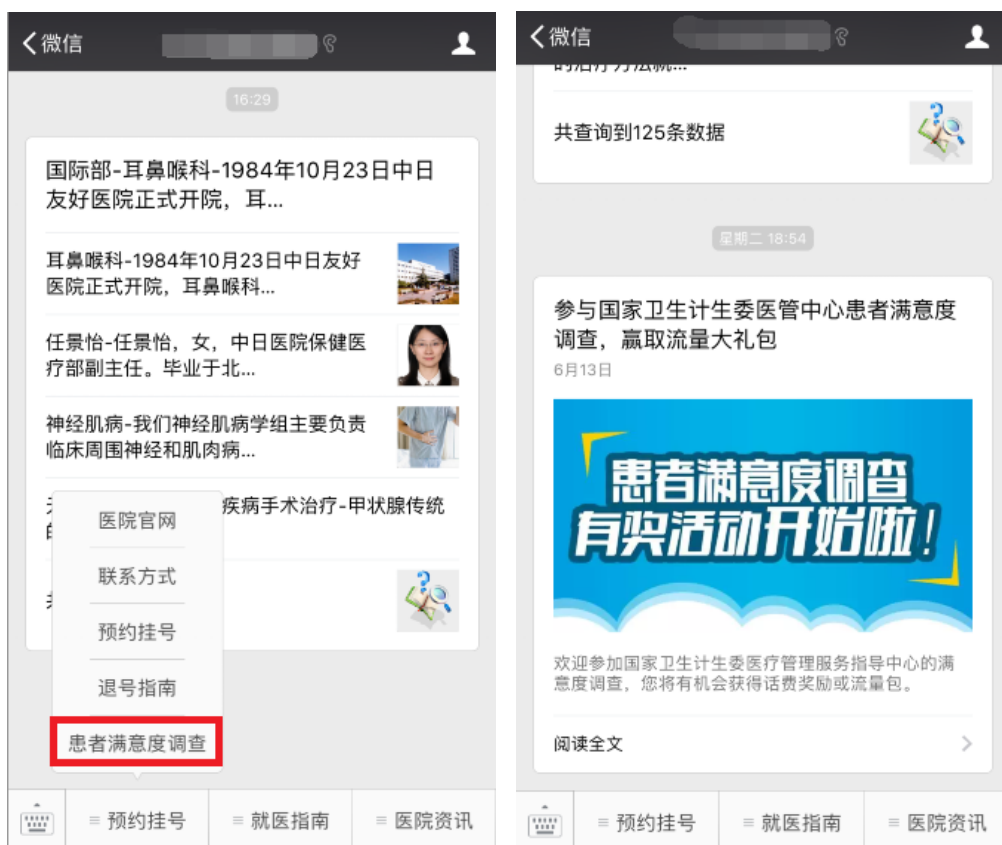 微信
16:29
国际部-耳鼻喉科-1984年10月23日中日
友好医院正式开院，耳...
耳鼻喉科-1984年10月23日中日友好
医院正式开院，耳鼻喉科...
任景怡-任景怡，女，中日医院保健医
疗部副主任。毕业于北...
神经肌病-我们神经肌病学组主要负责
临床周围神经和肌肉病...
疾病手术治疗-甲状腺传统
医院官网
联系方式
预约挂号
退号指南
患者满意度调查
预约挂号
就医指南
医院资讯
微信
的治疗方法就...
共查询到125条数据
星期二 18:54
参与国家卫生计生委医管中心患者满意度
调查，赢取流量大礼包
6月13日
患者满意度调查
有奖活动开始啦！
欢迎参加国家卫生计生委医疗管理服务指导中心的满
意度调查，您将有机会获得话费奖励或流量包。
阅读全文
预约挂号
就医指南
医院资讯